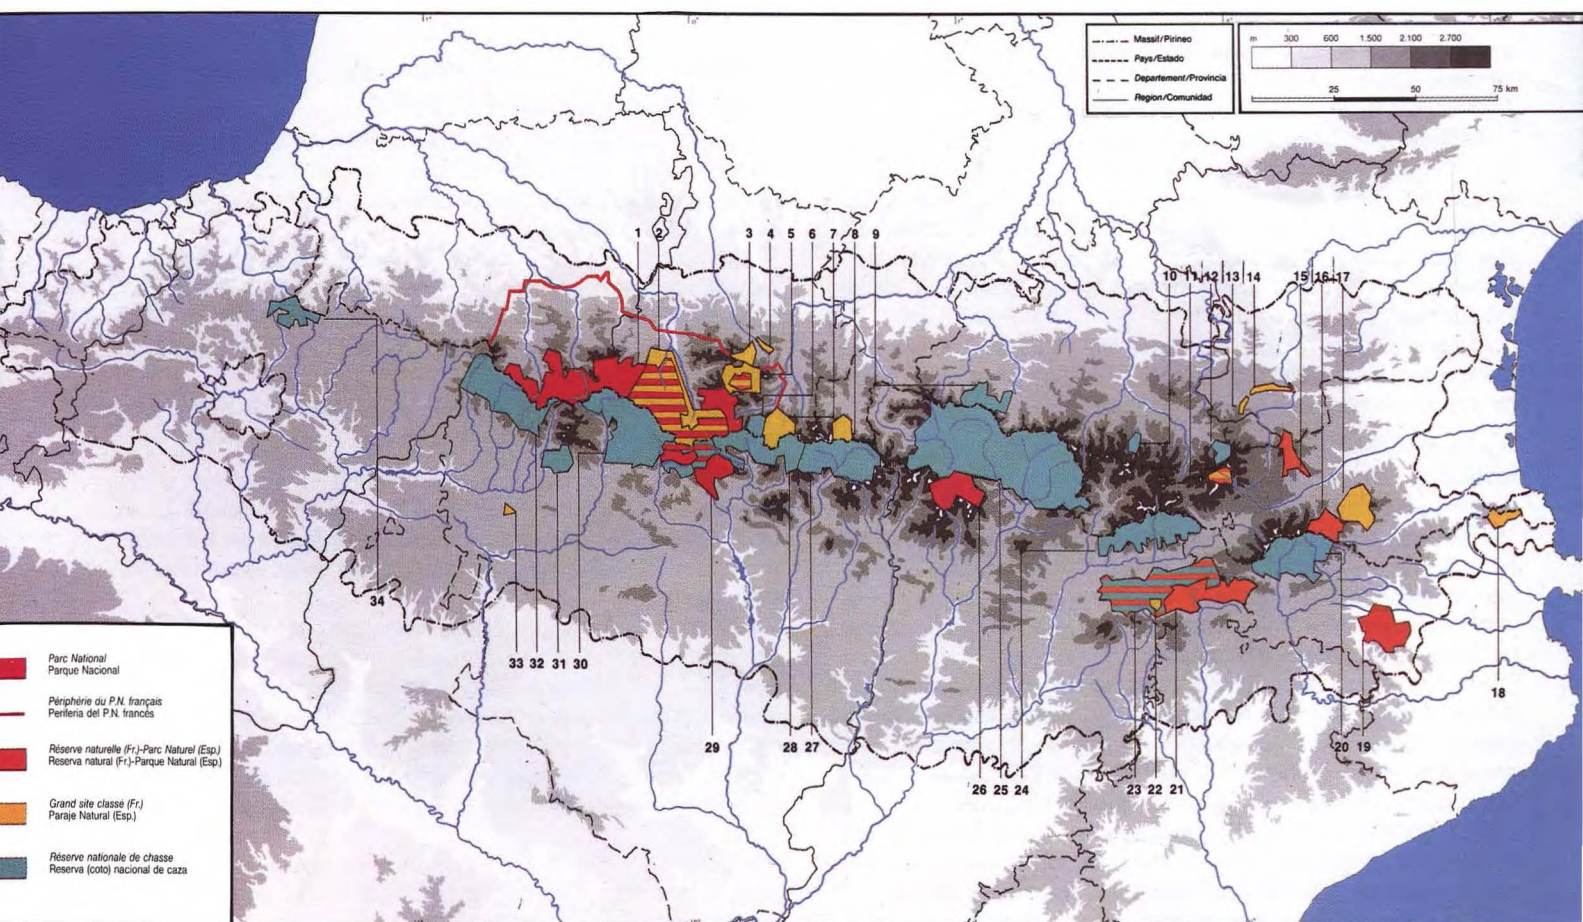 Massif/Pirineo
Pays/Estado
Departement/Provincia
Region/Comunidad
m 300 600 1.500 2.100 2.700
25 50 75 km
1 2 3 4 5 6 7 8 9
10 11 12 13 14 15 16 17
34
33 32 31 30
18
29 28 27 20 19
26 25 24 23 22 21
Parc National
Parque Nacional
Périphérie du P.N. français
Periferia del P.N. francés
Réserve naturelle (Fr.)-Parc Naturel (Esp.)
Reserva natural (Fr.)-Parque Natural (Esp.)
Grand site classé (Fr.)
Paraje Natural (Esp.)
Réserve nationale de chasse
Reserva (coto) nacional de caza